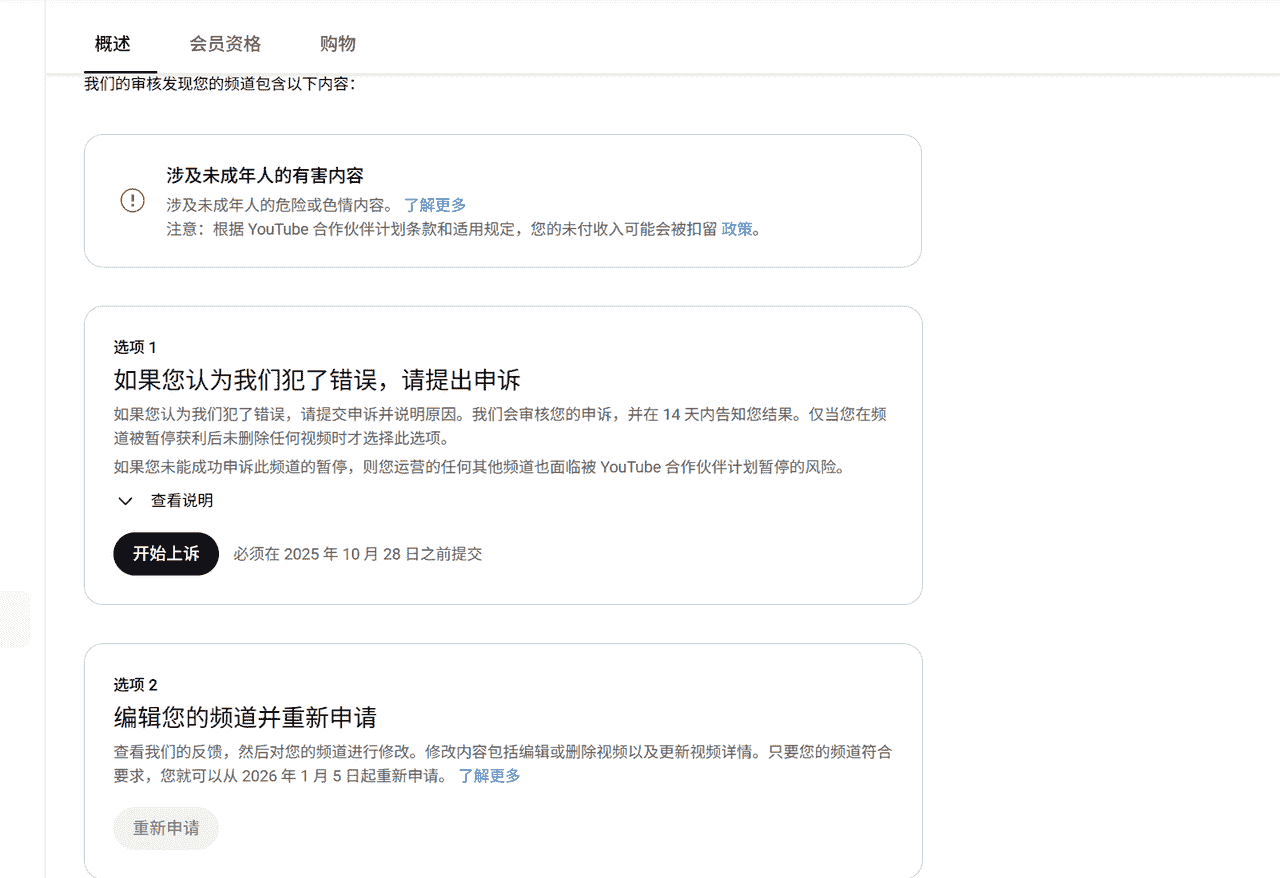 概述 会员资格 购物
我们的审核发现您的频道包含以下内容：
涉及未成年人的有害内容
涉及未成年人的危险或色情内容。 了解更多
注意：根据 YouTube 合作伙伴计划条款和适用规定，您的未付收入可能会被扣留 政策。
选项 1
如果您认为我们犯了错误，请提出申诉
如果您认为我们犯了错误，请提交申诉并说明原因。我们会审核您的申诉，并在 14 天内告知您结果。仅当您在频
道被暂停获利后未删除任何视频时才选择此选项。
如果您未能成功申诉此频道的暂停，则您运营的任何其他频道也面临被 YouTube 合作伙伴计划暂停的风险。
查看说明
开始上诉 必须在 2025 年 10 月 28 日之前提交
选项 2
编辑您的频道并重新申请
查看我们的反馈，然后对您的频道进行修改。修改内容包括编辑或删除视频以及更新视频详情。只要您的频道符合
要求，您就可以从 2026 年 1 月 5 日起重新申请。 了解更多
重新申请